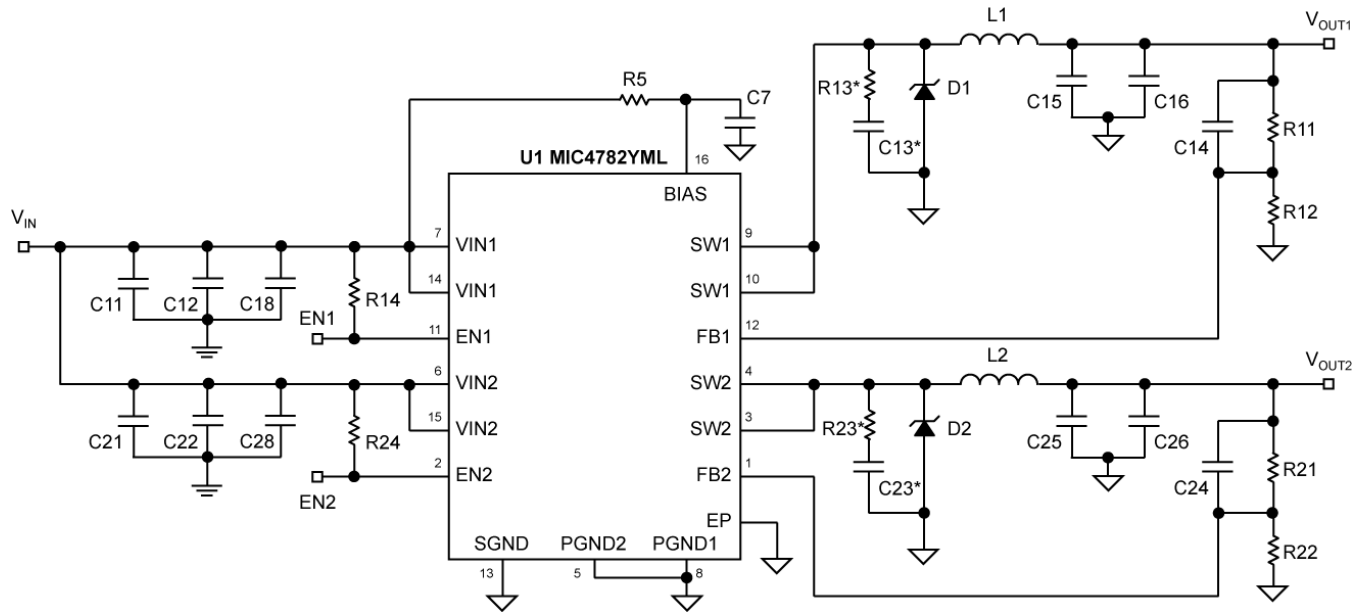 L1
VOUT1
R5
C7
R13*
D1
C15
C16
C13*
C14
R11
R12
U1 MIC4782YML
16
BIAS
VIN
7
VIN1
SW1
9
14
VIN1
SW1
10
C11
C12
C18
R14
EN1
11
EN1
FB1
12
L2
VOUT2
6
VIN2
SW2
4
15
VIN2
SW2
3
C21
C22
C28
R24
EN2
2
EN2
FB2
1
R23*
D2
C25
C26
C23*
C24
R21
R22
EP
SGND
PGND2
PGND1
13
5
8